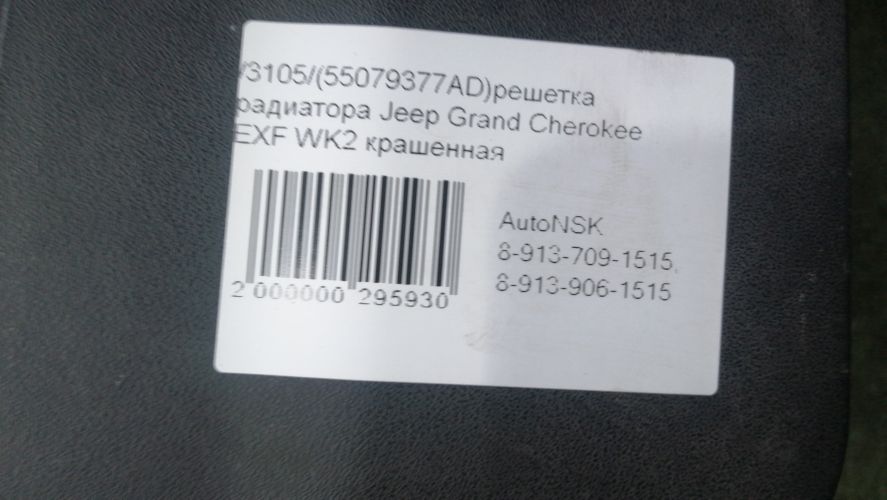 /3105/(55079377AD)решетка
радиатора Jeep Grand Cherokee
EXF WK2 крашенная
AutoNSK
8-913-709-1515,
8-913-906-1515
2 000000 295930